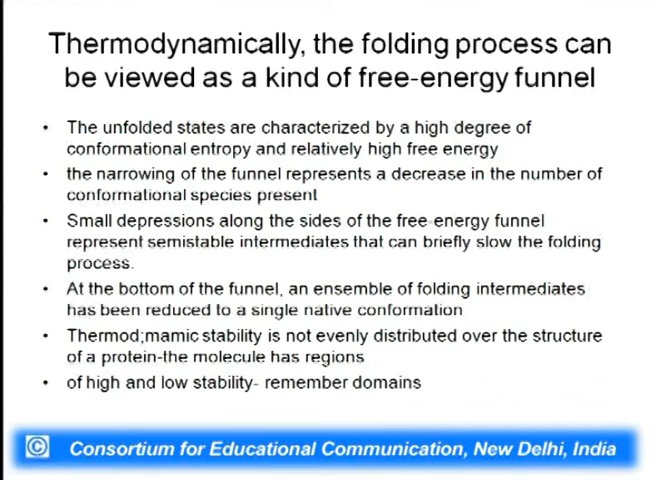 Thermodynamically, the folding process can
be viewed as a kind of free-energy funnel
• The unfolded states are characterized by a high degree of
conformational entropy and relatively high free energy
• the narrowing of the funnel represents a decrease in the number of
conformational species present
• Small depressions along the sides of the free-energy funnel
represent semistable intermediates that can briefly slow the folding
process.
• At the bottom of the funnel, an ensemble of folding intermediates
has been reduced to a single native conformation
• Thermod;mamic stability is not evenly distributed over the structure
of a protein-the molecule has regions
• of high and low stability- remember domains
© Consortium for Educational Communication, New Delhi, India